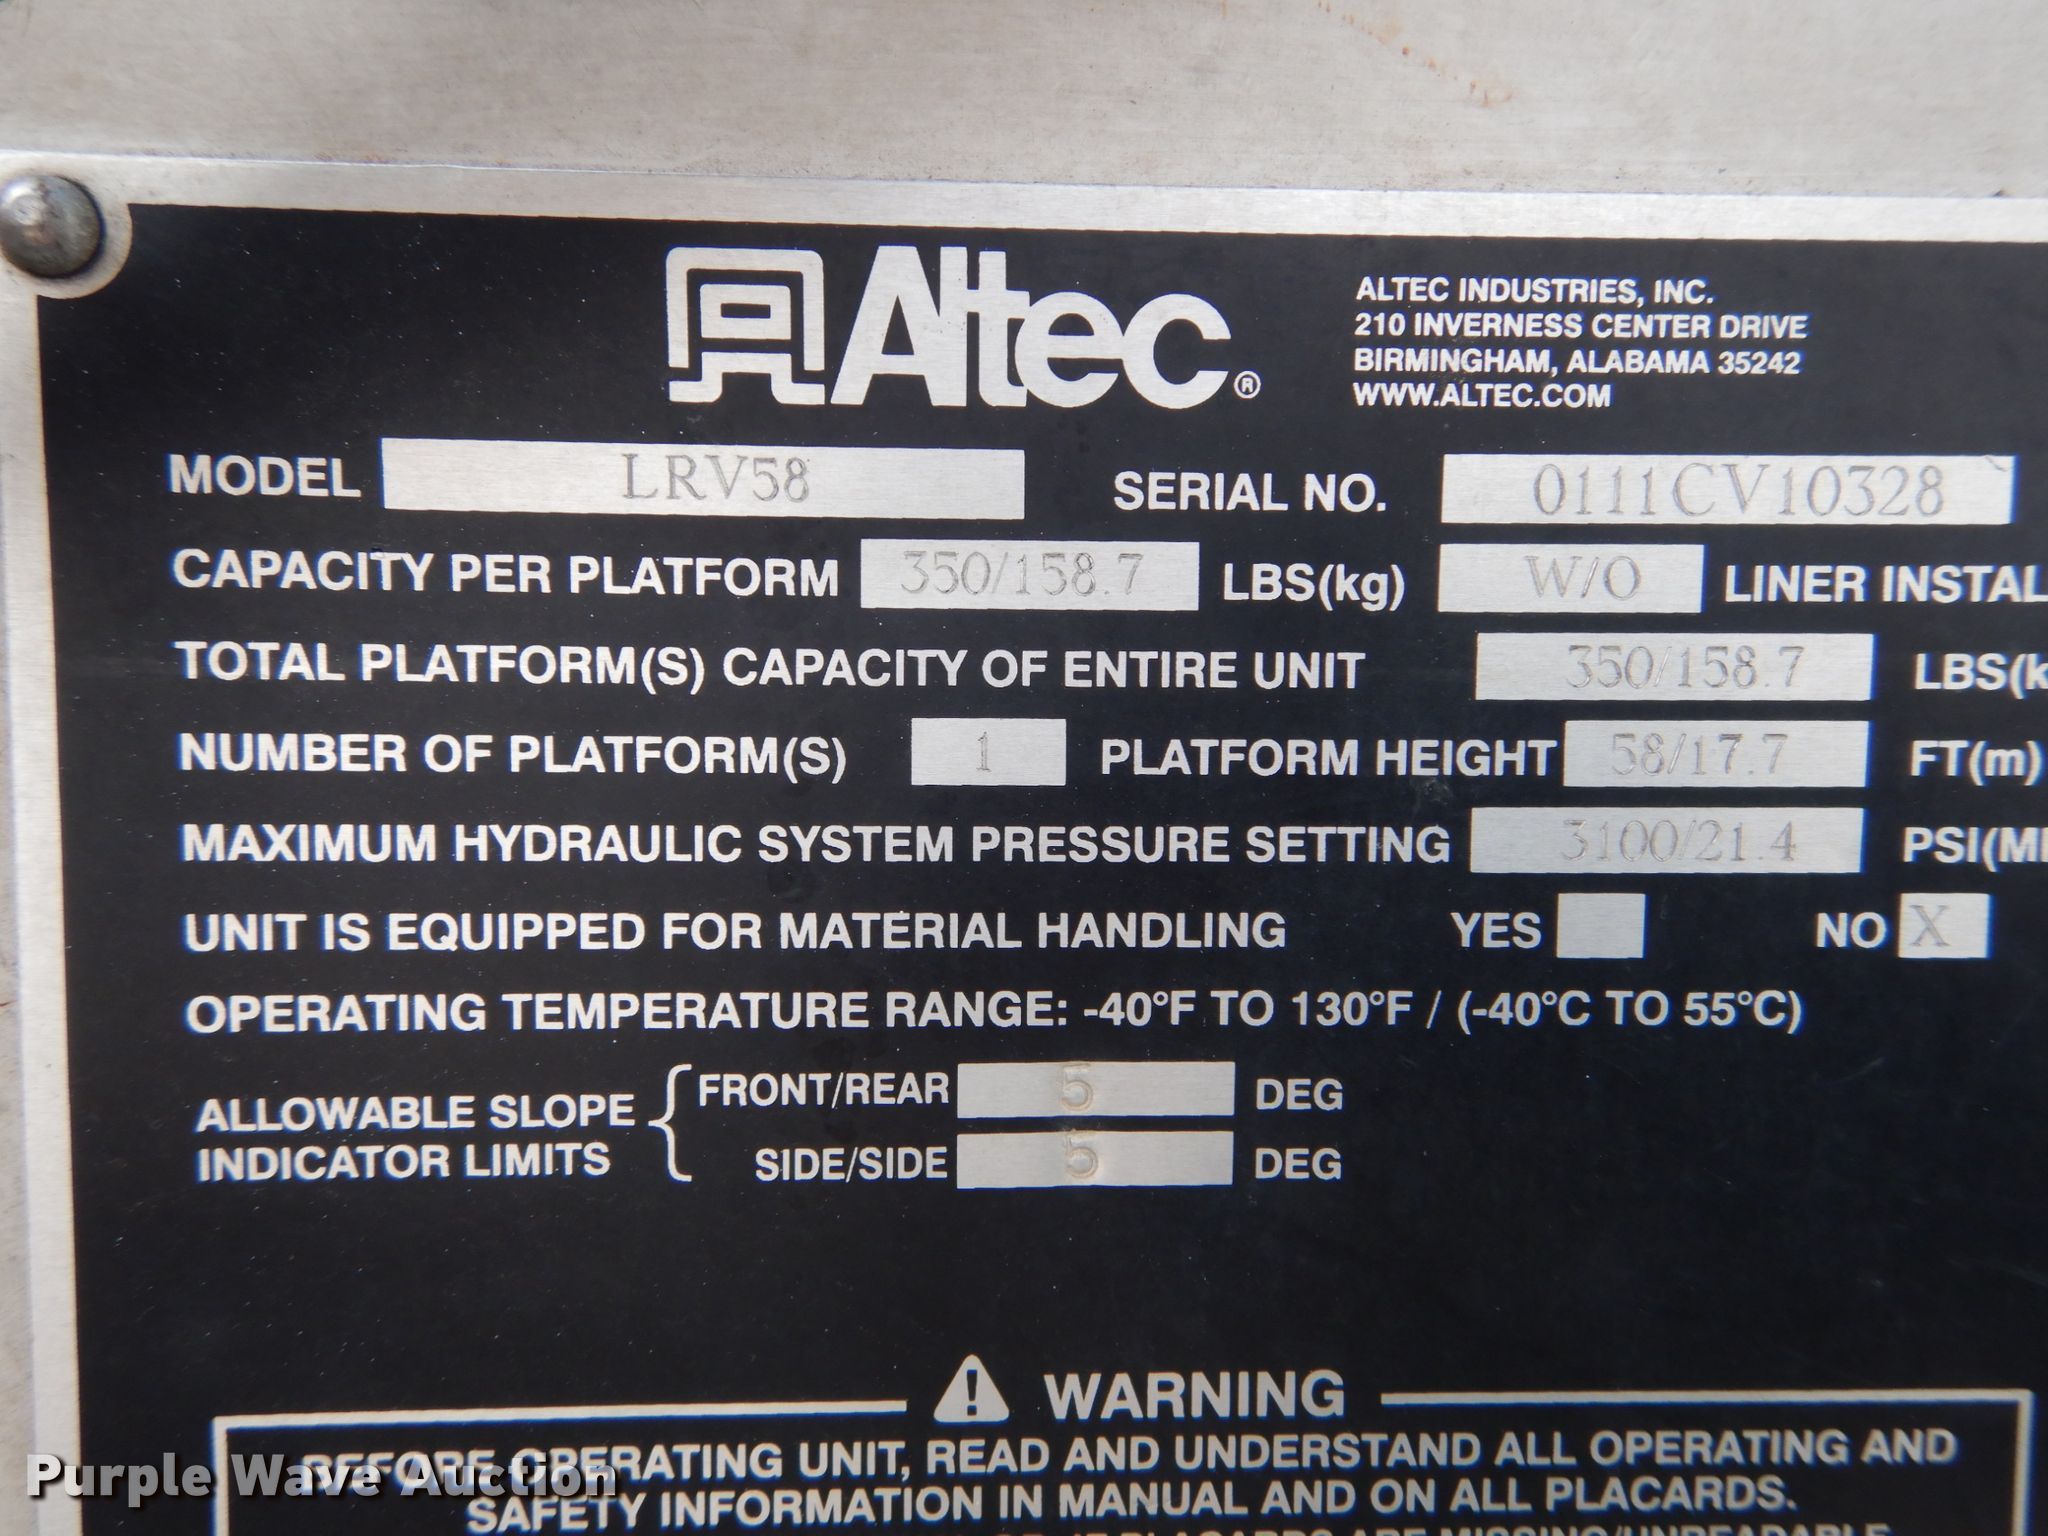 Altec®
ALTEC INDUSTRIES, INC.
210 INVERNESS CENTER DRIVE
BIRMINGHAM, ALABAMA 35242
WWW.ALTEC.COM
MODEL LRV58 SERIAL NO. 0111CV10328
CAPACITY PER PLATFORM 350/158.7 LBS(kg) W/O LINER INSTAL
TOTAL PLATFORM(S) CAPACITY OF ENTIRE UNIT 350/158.7 LBS(k
NUMBER OF PLATFORM(S) 1 PLATFORM HEIGHT 58/17.7 FT(m)
MAXIMUM HYDRAULIC SYSTEM PRESSURE SETTING 3100/21.4 PSI(M
UNIT IS EQUIPPED FOR MATERIAL HANDLING YES NO X
OPERATING TEMPERATURE RANGE: -40°F TO 130°F / (-40°C TO 55°C)
ALLOWABLE SLOPE
INDICATOR LIMITS
FRONT/REAR 5 DEG
SIDE/SIDE 5 DEG
WARNING
BEFORE OPERATING UNIT, READ AND UNDERSTAND ALL OPERATING AND
SAFETY INFORMATION IN MANUAL AND ON ALL PLACARDS.
IF PLACARDS ARE MISSING/UNREADABLE
Purple Wave Auction